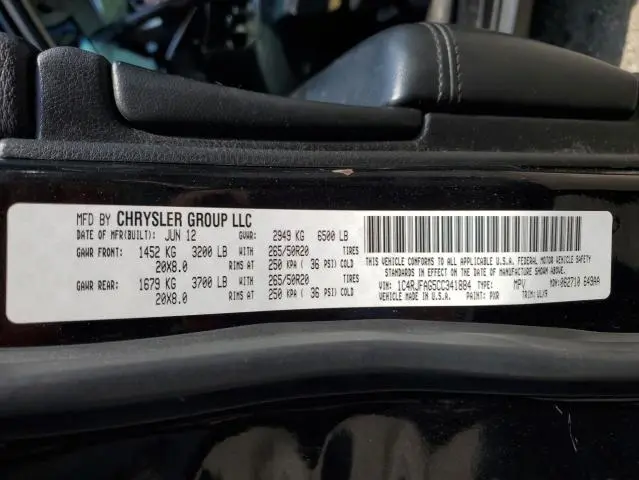 MFD BY CHRYSLER GROUP LLC
DATE OF MFR(BUILT): JUN 12 GVWR: 2949 KG 6500 LB
GAWR FRONT: 1452 KG 3200 LB WITH 265/50R20 TIRES
20X8.0 RIMS AT 250 KPA ( 36 PSI) COLD
GAWR REAR: 1679 KG 3700 LB WITH 265/50R20 TIRES
20X8.0 RIMS AT 250 KPA ( 36 PSI) COLD
THIS VEHICLE CONFORMS TO ALL APPLICABLE U.S.A. FEDERAL MOTOR VEHICLE SAFETY
STANDARDS IN EFFECT ON THE DATE OF MANUFACTURE SHOWN ABOVE.
VIN: 1C4RJFAG5CC341884 TYPE: MPV MDH:062710 649AA
VEHICLE MADE IN U.S.A. PAINT: PXR TRIM: